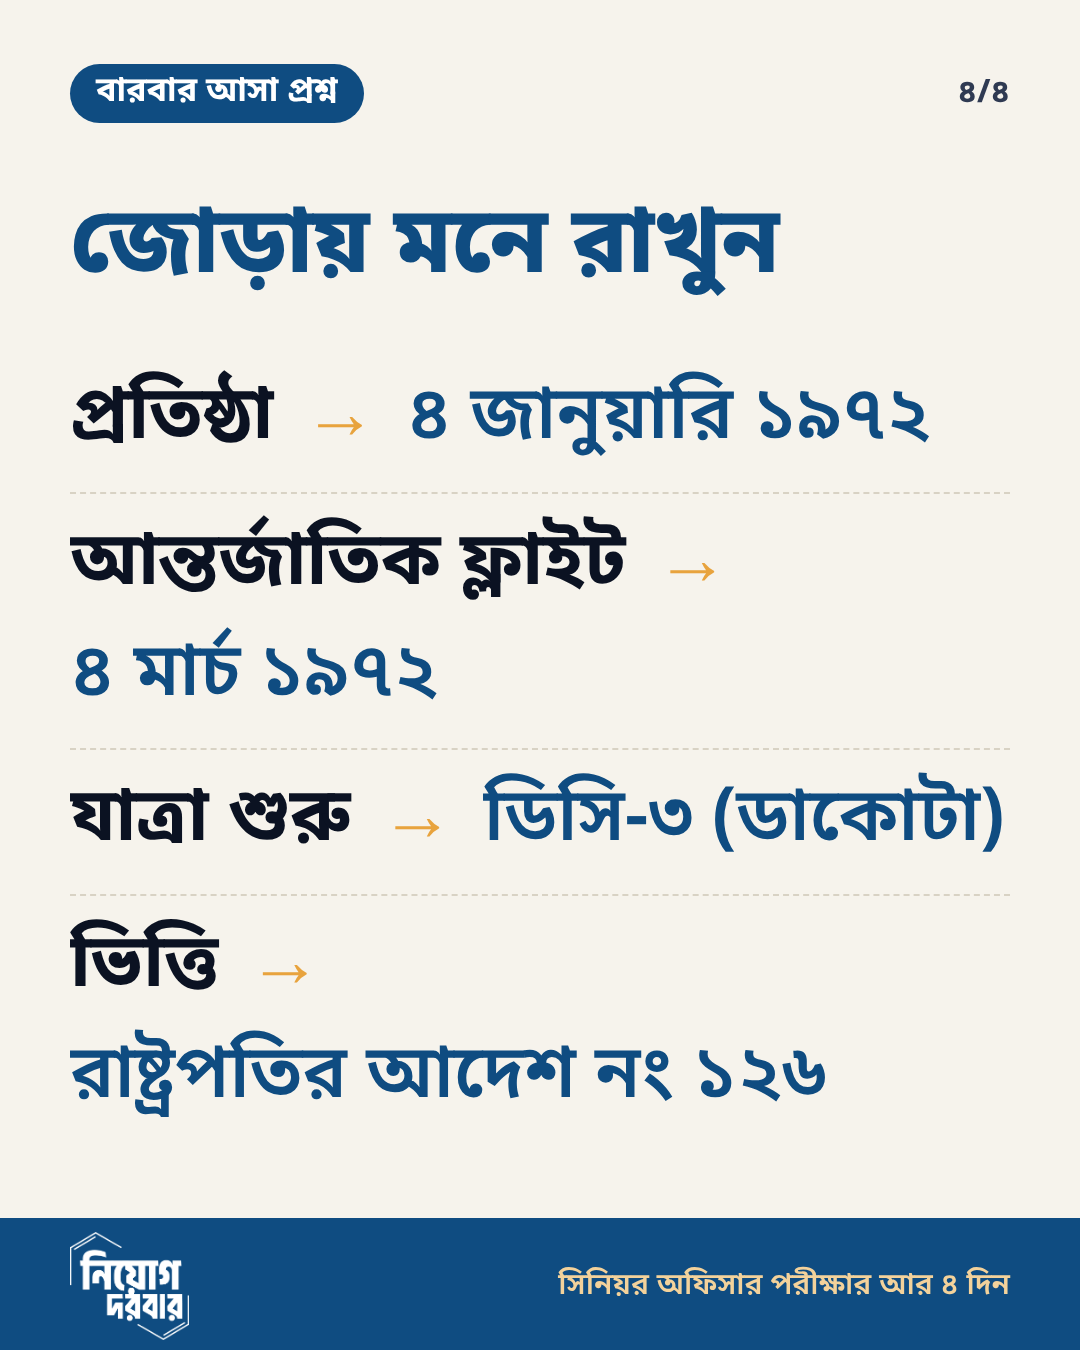 বারবার আসা প্রশ্ন
৪/৪
জোড়ায় মনে রাখুন
প্রতিষ্ঠা → ৪ জানুয়ারি ১৯৭২
আন্তর্জাতিক ফ্লাইট →
৪ মার্চ ১৯৭২
যাত্রা শুরু → ডিসি-৩ (ডাকোটা)
ভিত্তি →
রাষ্ট্রপতির আদেশ নং ১২৬
নিয়োগ
দরবার
সিনিয়র অফিসার পরীক্ষার আর ৪ দিন